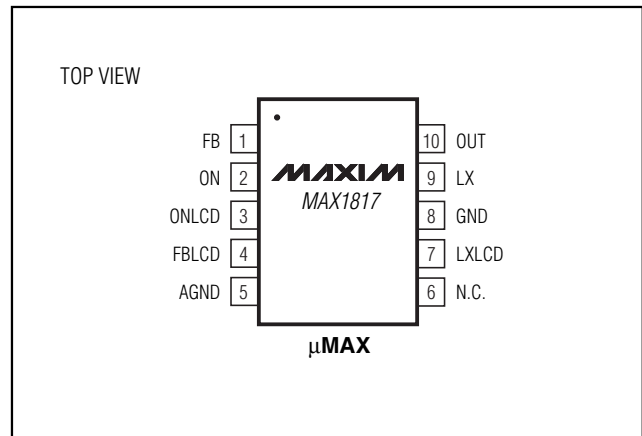 TOP VIEW
FB 1 10 OUT
ON 2 MAXIM 9 LX
MAX1817
ONLCD 3 8 GND
FBLCD 4 7 LXLCD
AGND 5 6 N.C.
μMAX